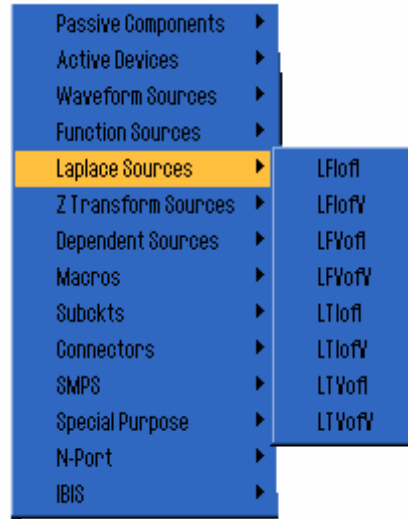 Passive Components
Active Devices
Waveform Sources
Function Sources
Laplace Sources
Z Transform Sources
Dependent Sources
Macros
Subckts
Connectors
SMPS
Special Purpose
N-Port
IBIS
LFIofI
LFIofV
LFVofI
LFVofV
LTIofI
LTIofV
LTVofI
LTVofV